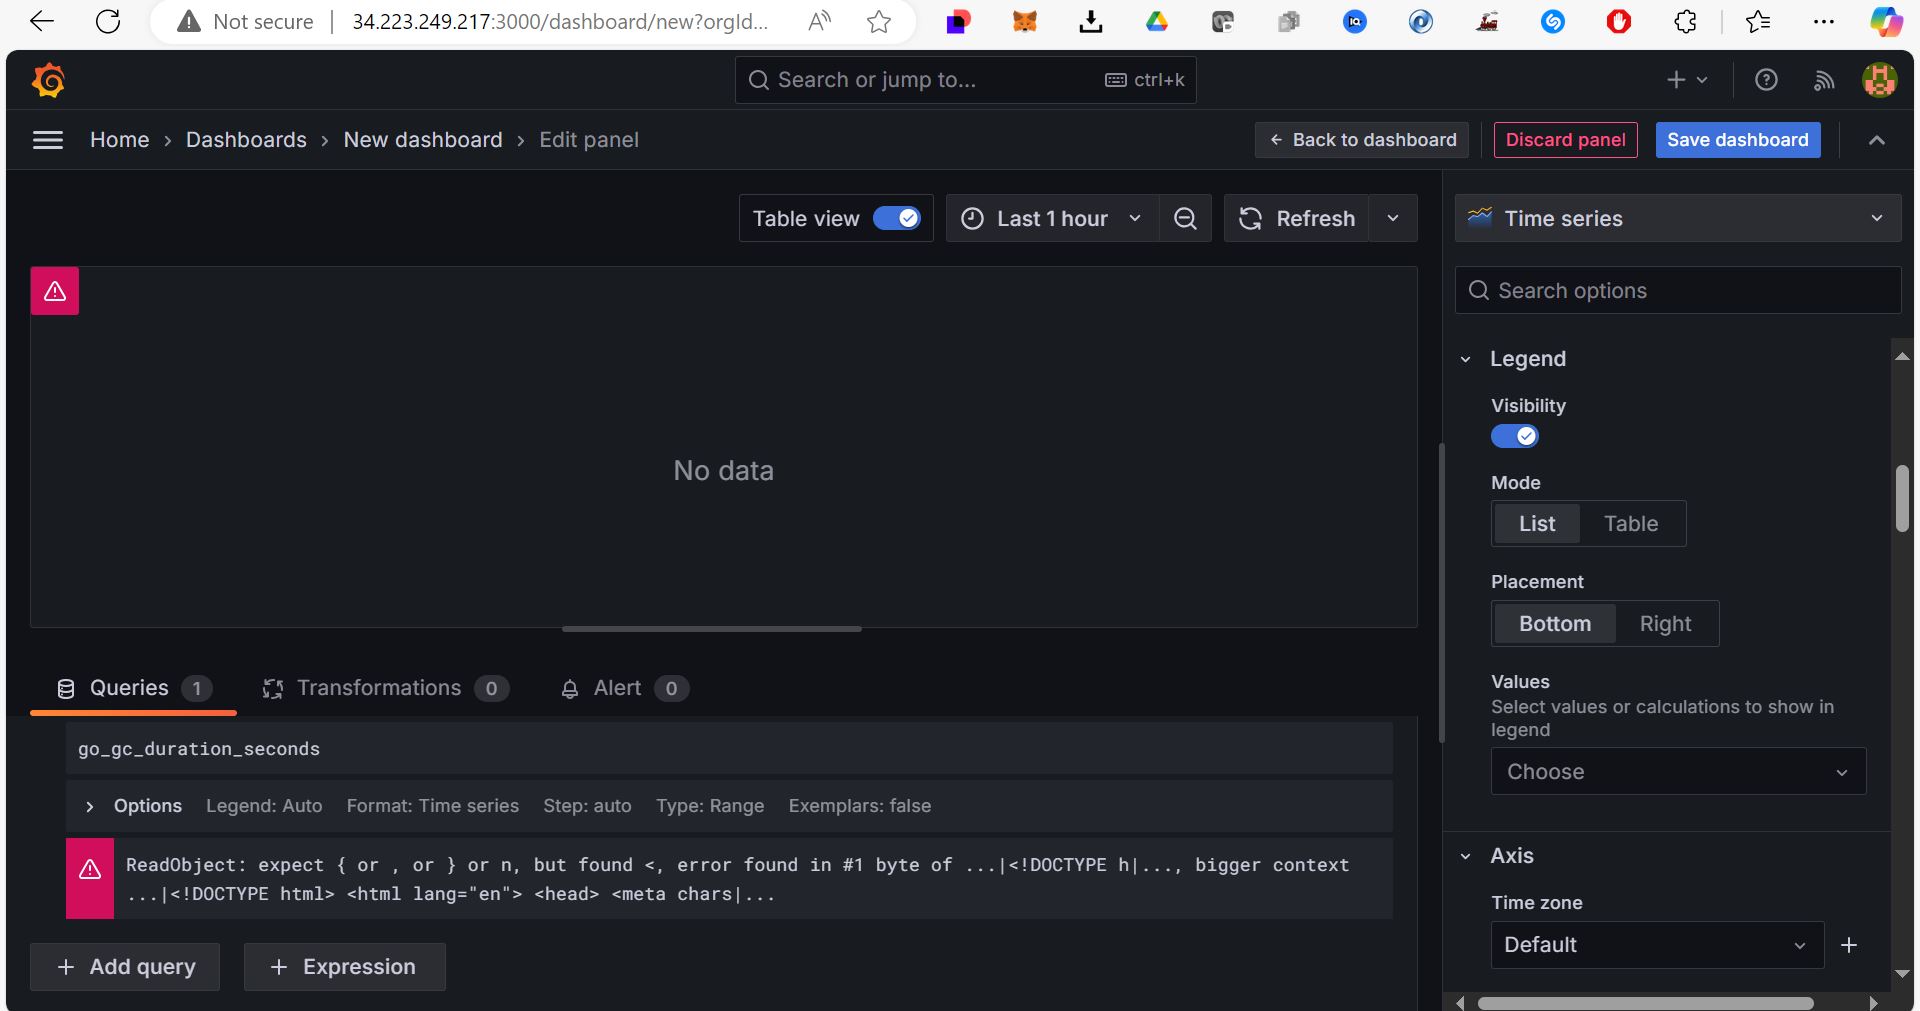 Not secure
34.223.249.217:3000/dashboard/new?orgId...
Search or jump to...
ctrl+k
Home › Dashboards › New dashboard › Edit panel
← Back to dashboard
Discard panel
Save dashboard
Table view
Last 1 hour
Refresh
Time series
Search options
No data
Legend
Visibility
Mode
List Table
Placement
Bottom Right
Values
Select values or calculations to show in
legend
Choose
Axis
Time zone
Default
Queries 1
Transformations 0
Alert 0
go_gc_duration_seconds
Options Legend: Auto Format: Time series Step: auto Type: Range Exemplars: false
ReadObject: expect { or , or } or n, but found <, error found in #1 byte of ...|<!DOCTYPE h|..., bigger context
...|<!DOCTYPE html> <html lang="en"> <head> <meta chars|...
+ Add query
+ Expression